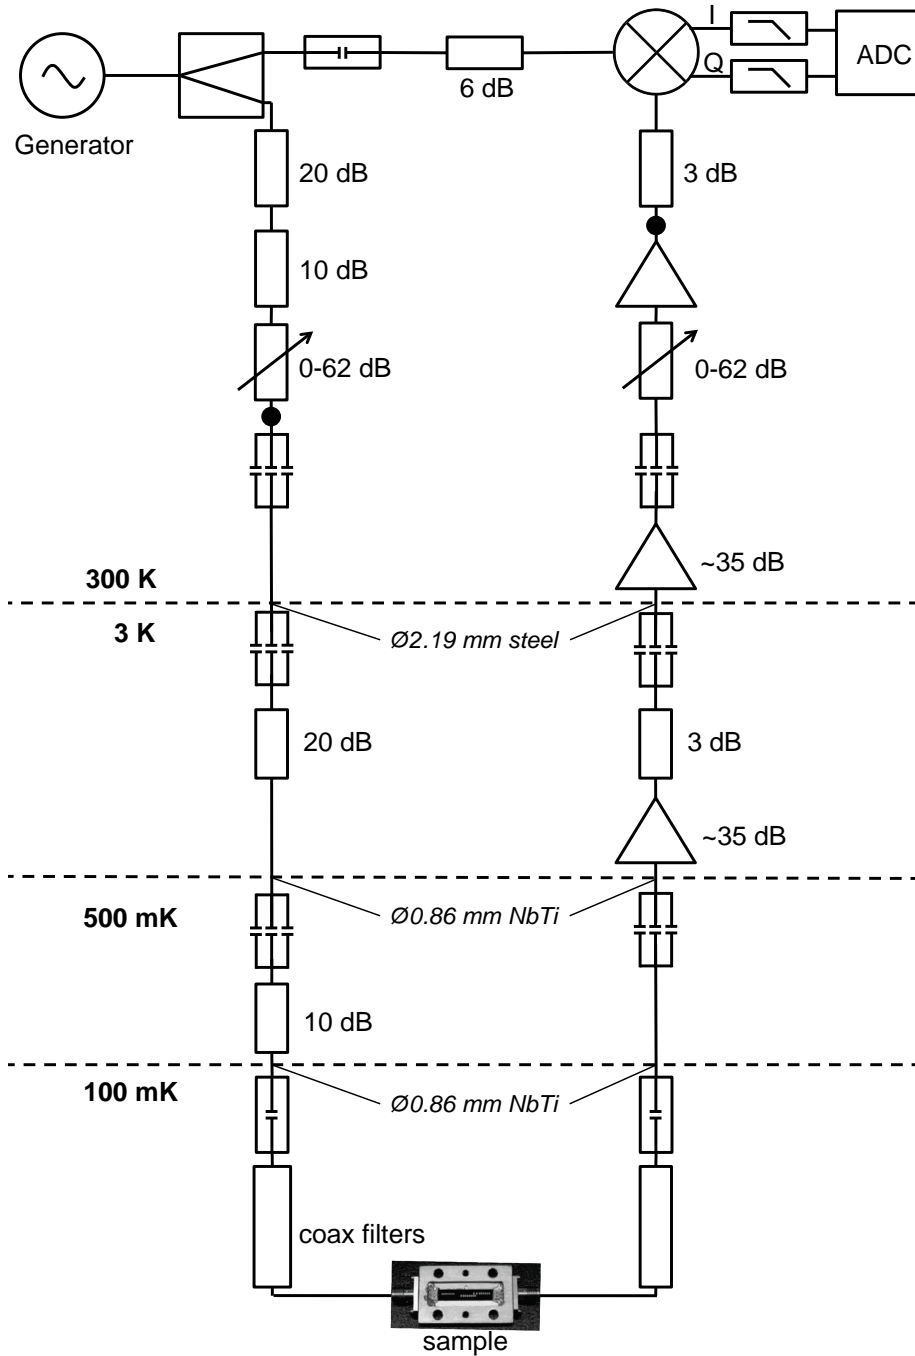 I
Q
ADC
6 dB
Generator
20 dB
3 dB
10 dB
0-62 dB
0-62 dB
~35 dB
300 K
3 K
Ø2.19 mm steel
20 dB
3 dB
~35 dB
500 mK
Ø0.86 mm NbTi
10 dB
100 mK
Ø0.86 mm NbTi
coax filters
sample